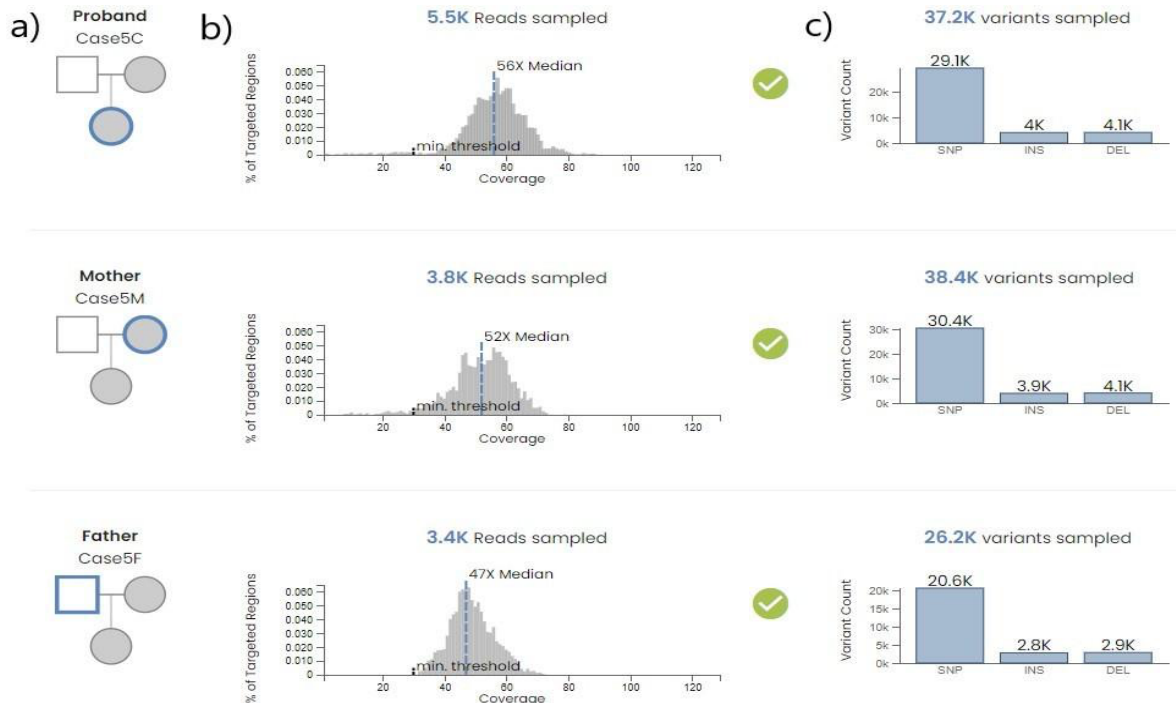 a)
Proband
Case5C
b)
5.5K Reads sampled
% of Targeted Regions
0.060
0.050
0.040
0.030
0.020
0.010
0
56X Median
min. threshold
20 40 60 80 100 120
Coverage
c)
37.2K variants sampled
Variant Count
20k
10k
0k
29.1K
4K
4.1K
SNP INS DEL
Mother
Case5M
3.8K Reads sampled
% of Targeted Regions
0.060
0.050
0.040
0.030
0.020
0.010
0
52X Median
min. threshold
0 20 40 60 80 100 120
Coverage
38.4K variants sampled
Variant Count
30k
20k
10k
0k
30.4K
3.9K
4.1K
SNP INS DEL
Father
Case5F
3.4K Reads sampled
% of Targeted Regions
0.060
0.050
0.040
0.030
0.020
0.010
0
47X Median
min. threshold
0 20 40 60 80 100 120
Coverage
26.2K variants sampled
Variant Count
20k
15k
10k
5k
0k
20.6K
2.8K
2.9K
SNP INS DEL